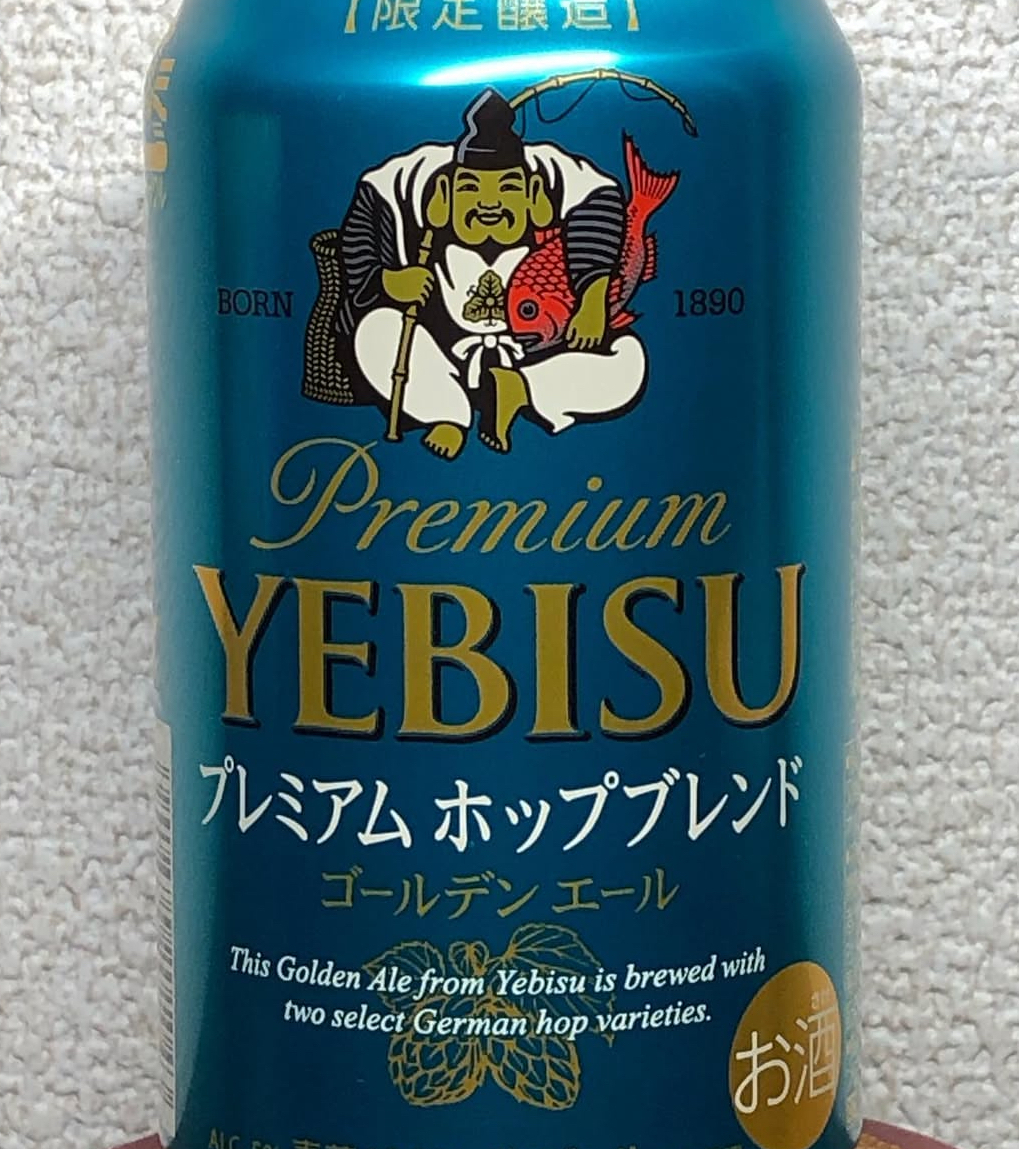 【限定醸造】
BORN 1890
Premium
YEBISU
プレミアム ホップブレンド
ゴールデン エール
This Golden Ale from Yebisu is brewed with
two select German hop varieties.
お酒